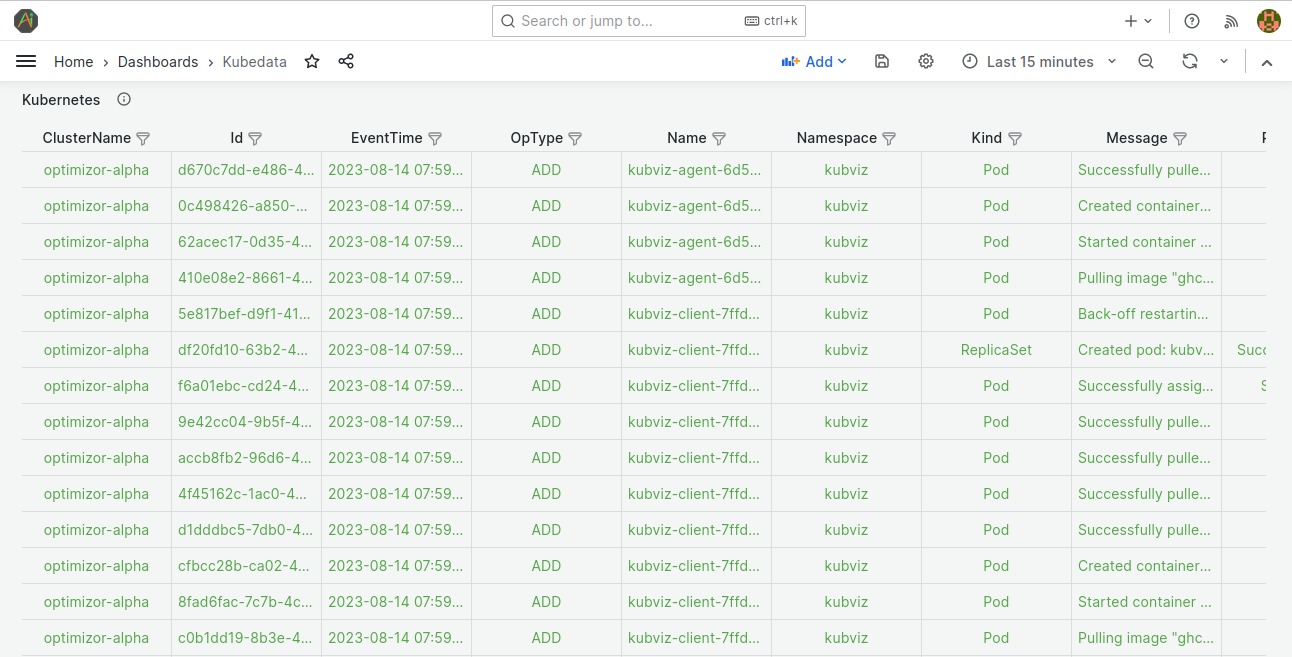 Search or jump to... ctrl+k
Home › Dashboards › Kubedata Add Last 15 minutes
Kubernetes
ClusterName Id EventTime OpType Name Namespace Kind Message
optimizor-alpha d670c7dd-e486-4... 2023-08-14 07:59... ADD kubviz-agent-6d5... kubviz Pod Successfully pulle...
optimizor-alpha 0c498426-a850-... 2023-08-14 07:59... ADD kubviz-agent-6d5... kubviz Pod Created container...
optimizor-alpha 62acec17-0d35-4... 2023-08-14 07:59... ADD kubviz-agent-6d5... kubviz Pod Started container ...
optimizor-alpha 410e08e2-8661-4... 2023-08-14 07:59... ADD kubviz-agent-6d5... kubviz Pod Pulling image "ghc...
optimizor-alpha 5e817bef-d9f1-41... 2023-08-14 07:59... ADD kubviz-client-7ffd... kubviz Pod Back-off restartin...
optimizor-alpha df20fd10-63b2-4... 2023-08-14 07:59... ADD kubviz-client-7ffd... kubviz ReplicaSet Created pod: kubv... Succ
optimizor-alpha f6a01ebc-cd24-4... 2023-08-14 07:59... ADD kubviz-client-7ffd... kubviz Pod Successfully assig... S
optimizor-alpha 9e42cc04-9b5f-4... 2023-08-14 07:59... ADD kubviz-client-7ffd... kubviz Pod Successfully pulle...
optimizor-alpha accb8fb2-96d6-4... 2023-08-14 07:59... ADD kubviz-client-7ffd... kubviz Pod Successfully pulle...
optimizor-alpha 4f45162c-1ac0-4... 2023-08-14 07:59... ADD kubviz-client-7ffd... kubviz Pod Successfully pulle...
optimizor-alpha d1dddbc5-7db0-4... 2023-08-14 07:59... ADD kubviz-client-7ffd... kubviz Pod Successfully pulle...
optimizor-alpha cfbcc28b-ca02-4... 2023-08-14 07:59... ADD kubviz-client-7ffd... kubviz Pod Created container...
optimizor-alpha 8fad6fac-7c7b-4c... 2023-08-14 07:59... ADD kubviz-client-7ffd... kubviz Pod Started container ...
optimizor-alpha c0b1dd19-8b3e-4... 2023-08-14 07:59... ADD kubviz-client-7ffd... kubviz Pod Pulling image "ghc...